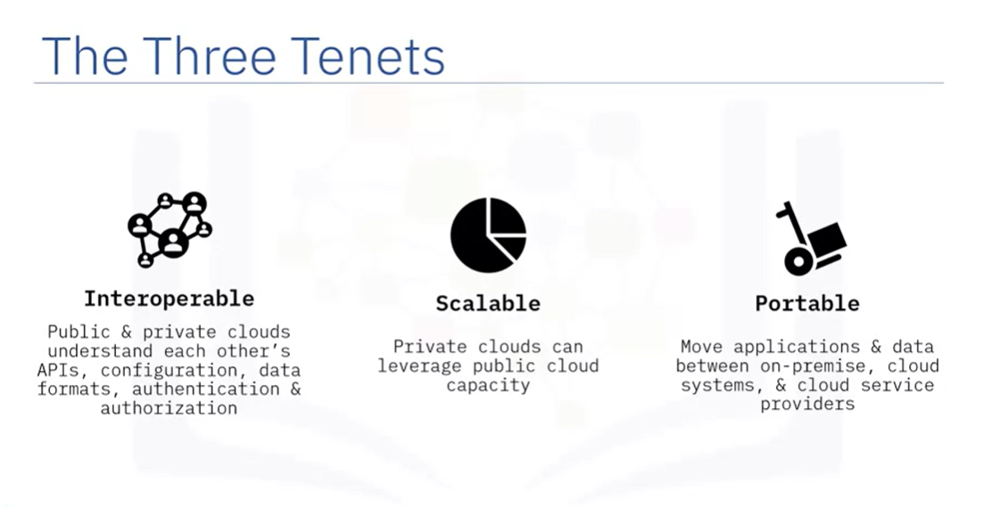 The Three Tenets
Interoperable
Public & private clouds
understand each other’s
APIs, configuration, data
formats, authentication &
authorization
Scalable
Private clouds can
leverage public cloud
capacity
Portable
Move applications & data
between on-premise, cloud
systems, & cloud service
providers